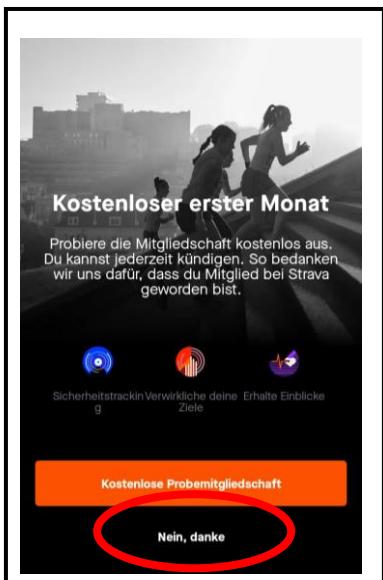 Kostenloser erster Monat
Probiere die Mitgliedschaft kostenlos aus.
Du kannst jederzeit kündigen. So bedanken
wir uns dafür, dass du Mitglied bei Strava
geworden bist.
Sicherheitstrackin Verwirkliche deine Erhalte Einblicke
g Ziele
Kostenlose Probemitgliedschaft
Nein, danke